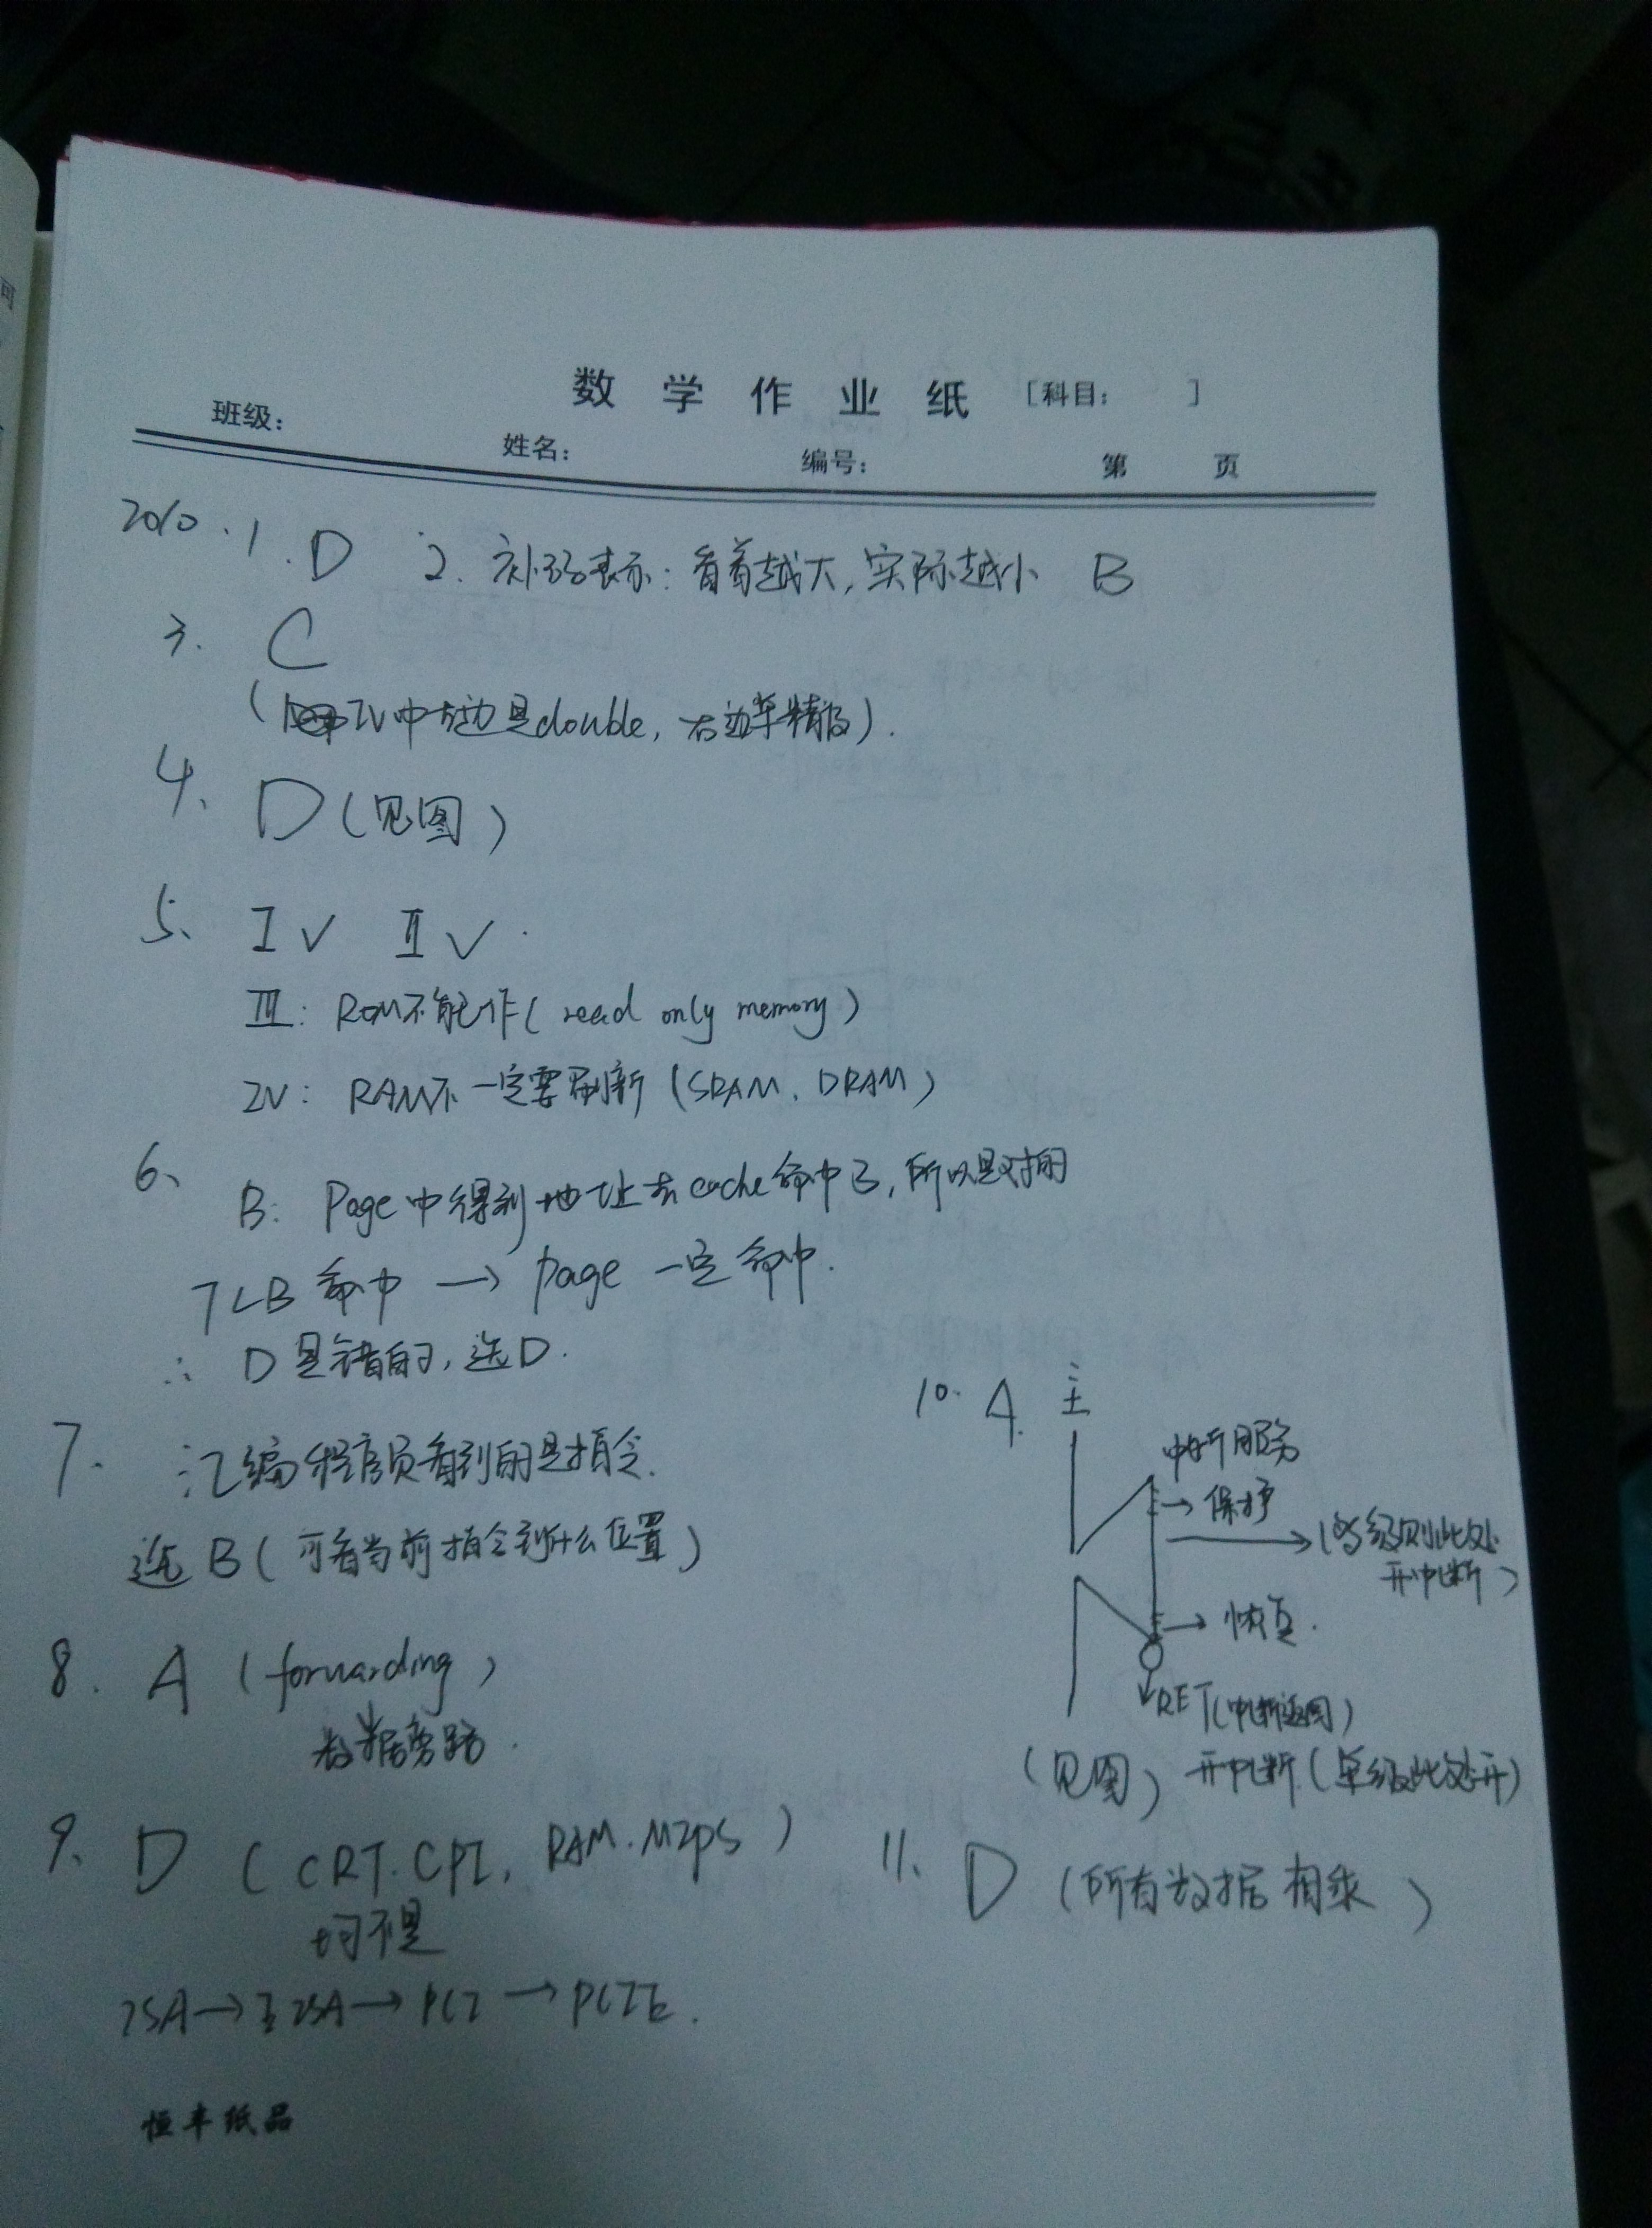 数学作业纸 [科目: ]
班级: 姓名: 编号: 第 页
2010.1. D 2. 补码表示:看着越大,实际越小 B
3. C
(IV中左边是double,右边单精度).
4、 D(见图)
5、 I√ II√.
III: ROM不能作(read only memory)
IV: RAM不一定要刷新(SRAM、DRAM)
6、 B: Page中得到地址去cache命中了,所以是对的
TLB命中 → page一定命中.
∴ D是错的,选D.
7. 汇编程序员看到的是指令.
选B(可看当前指令到什么位置)
8. A (forwarding)
数据旁路.
9、 D (CRT.CPI, RAM.MIPS)
均不是
ISA→EISA→PCI→PCIE.
10. A. 主
中断服务
→保护
→(多级则此处
开中断)
→恢复.
RET(中断返回)
(见图) 开中断.(单级此处开)
11、 D (所有数据相乘)
恒丰纸品